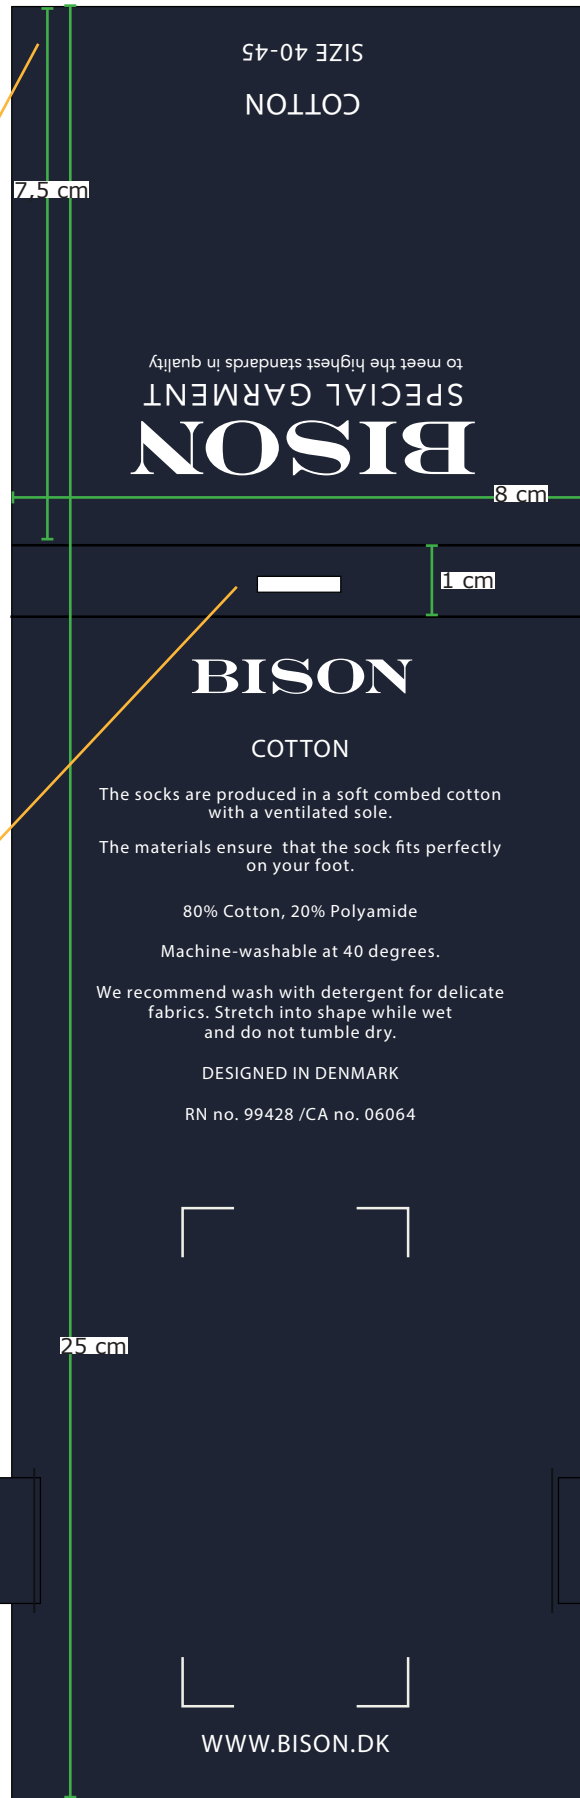 SIZE 40-45
COTTON
7,5 cm
to meet the highest standards in quality
SPECIAL GARMENT
BISON
8 cm
1 cm
BISON
COTTON
The socks are produced in a soft combed cotton
with a ventilated sole.
The materials ensure that the sock fits perfectly
on your foot.
80% Cotton, 20% Polyamide
Machine-washable at 40 degrees.
We recommend wash with detergent for delicate
fabrics. Stretch into shape while wet
and do not tumble dry.
DESIGNED IN DENMARK
RN no. 99428 /CA no. 06064
25 cm
WWW.BISON.DK